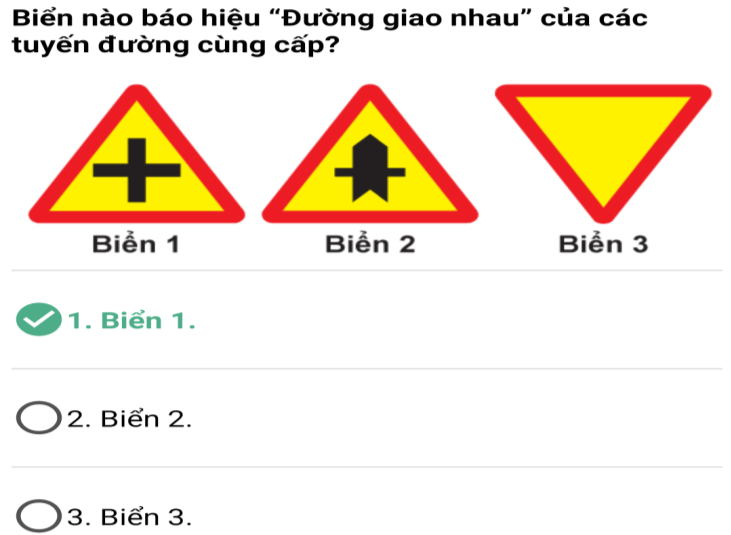 Biển nào báo hiệu “Đường giao nhau” của các
tuyến đường cùng cấp?
Biển 1 Biển 2 Biển 3
1. Biển 1.
2. Biển 2.
3. Biển 3.